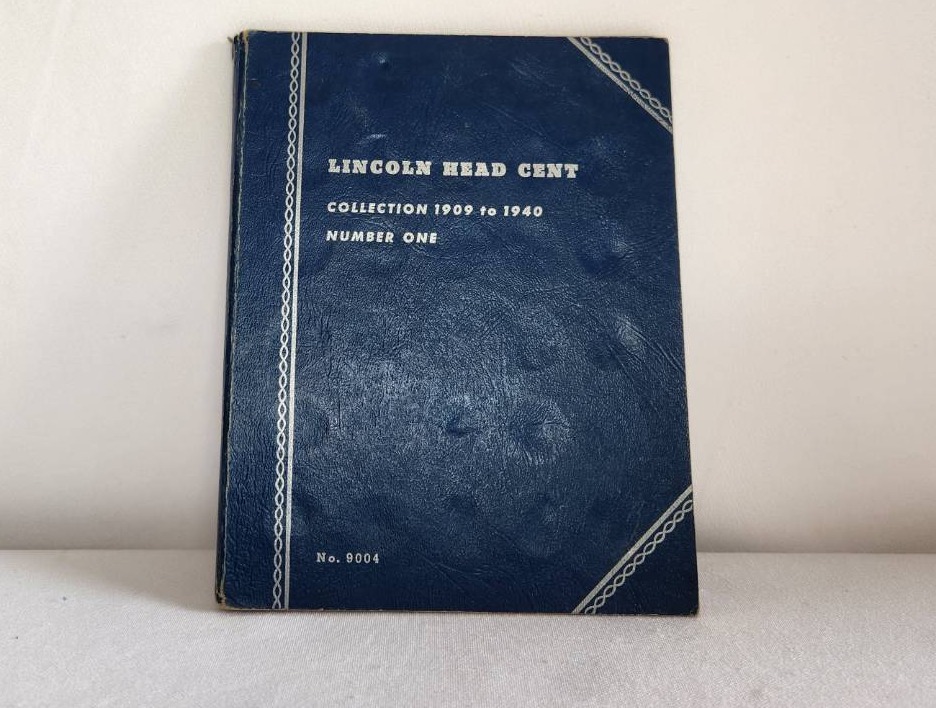 LINCOLN HEAD CENT
COLLECTION 1909 to 1940
NUMBER ONE
No. 9004